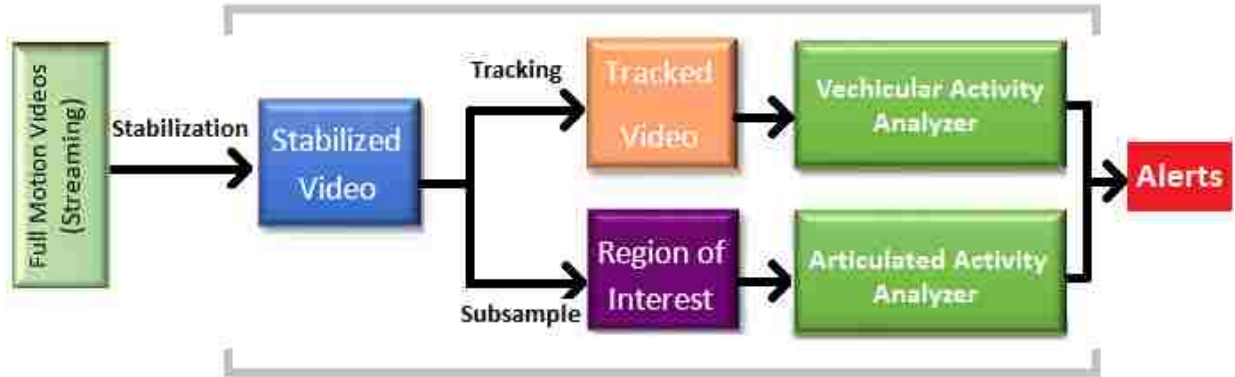 Full Motion Videos
(Streaming)
Stabilization
Stabilized
Video
Tracking
Tracked
Video
Vechicular Activity
Analyzer
Subsample
Region of
Interest
Articulated Activity
Analyzer
Alerts